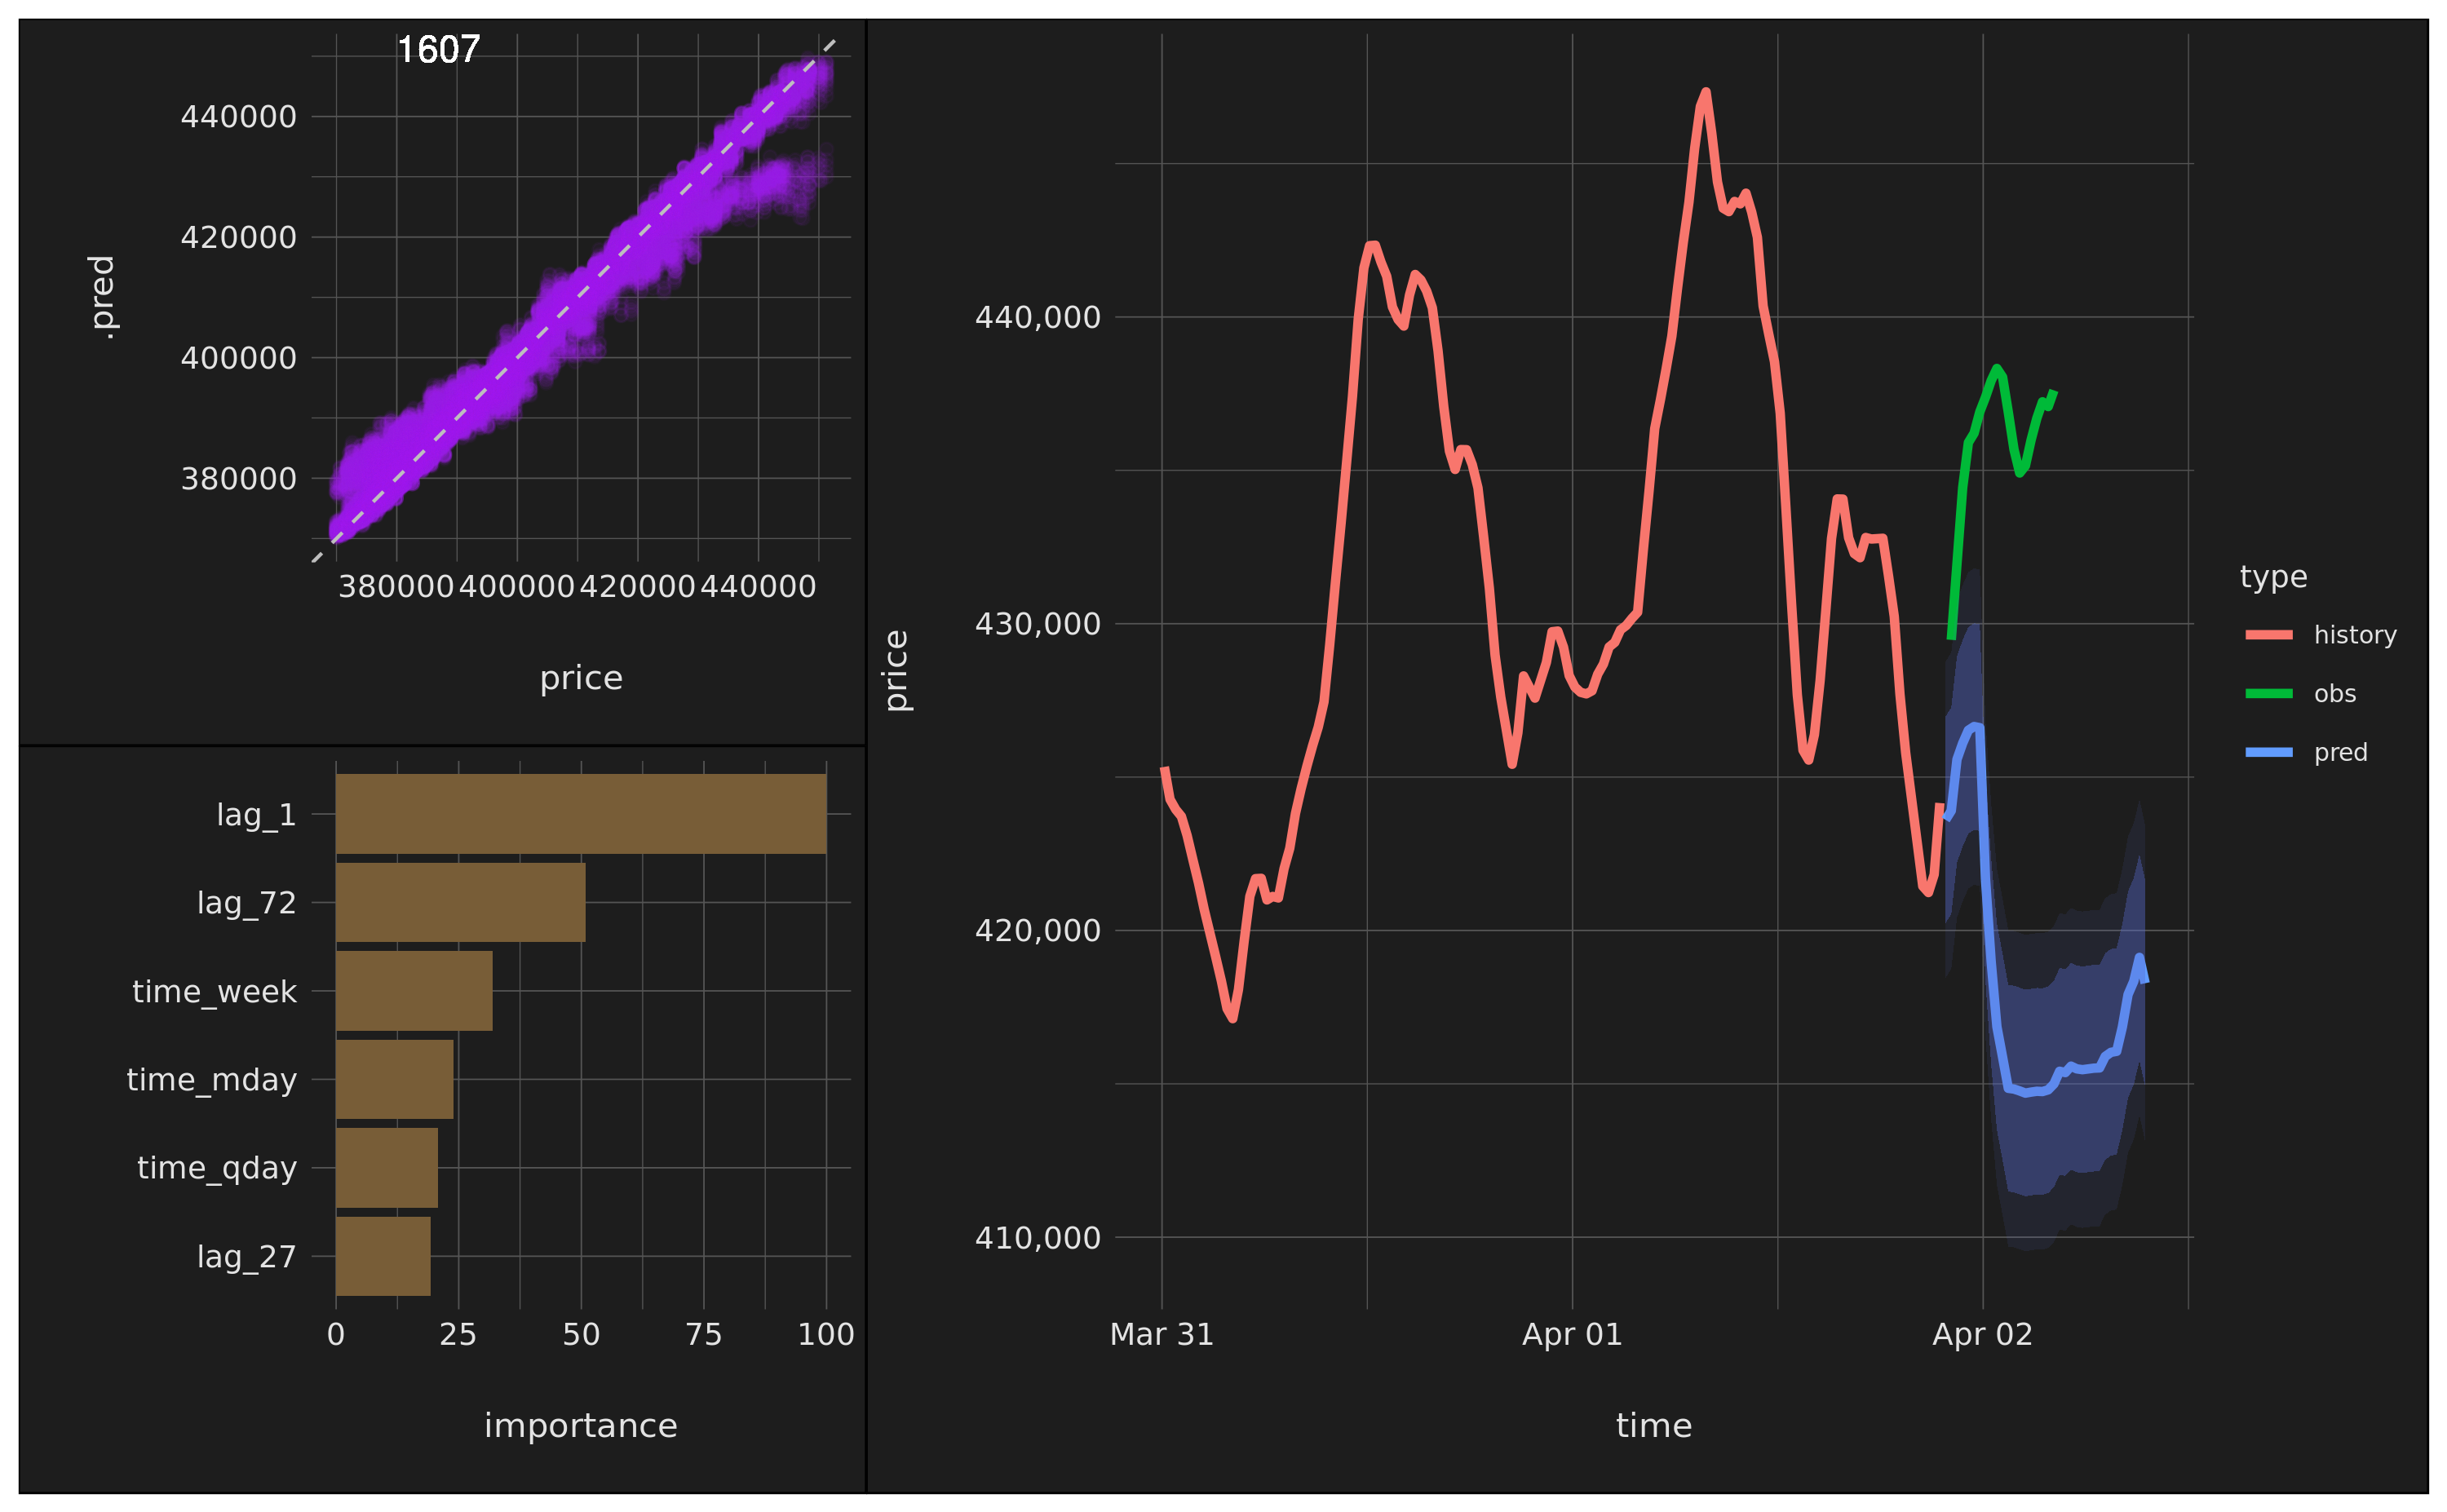 1607
440000
420000
400000
380000
.pred
380000 400000 420000 440000
price
lag_1
lag_72
time_week
time_mday
time_qday
lag_27
0 25 50 75 100
importance
price
440,000
430,000
420,000
410,000
Mar 31 Apr 01 Apr 02
time
type
history
obs
pred